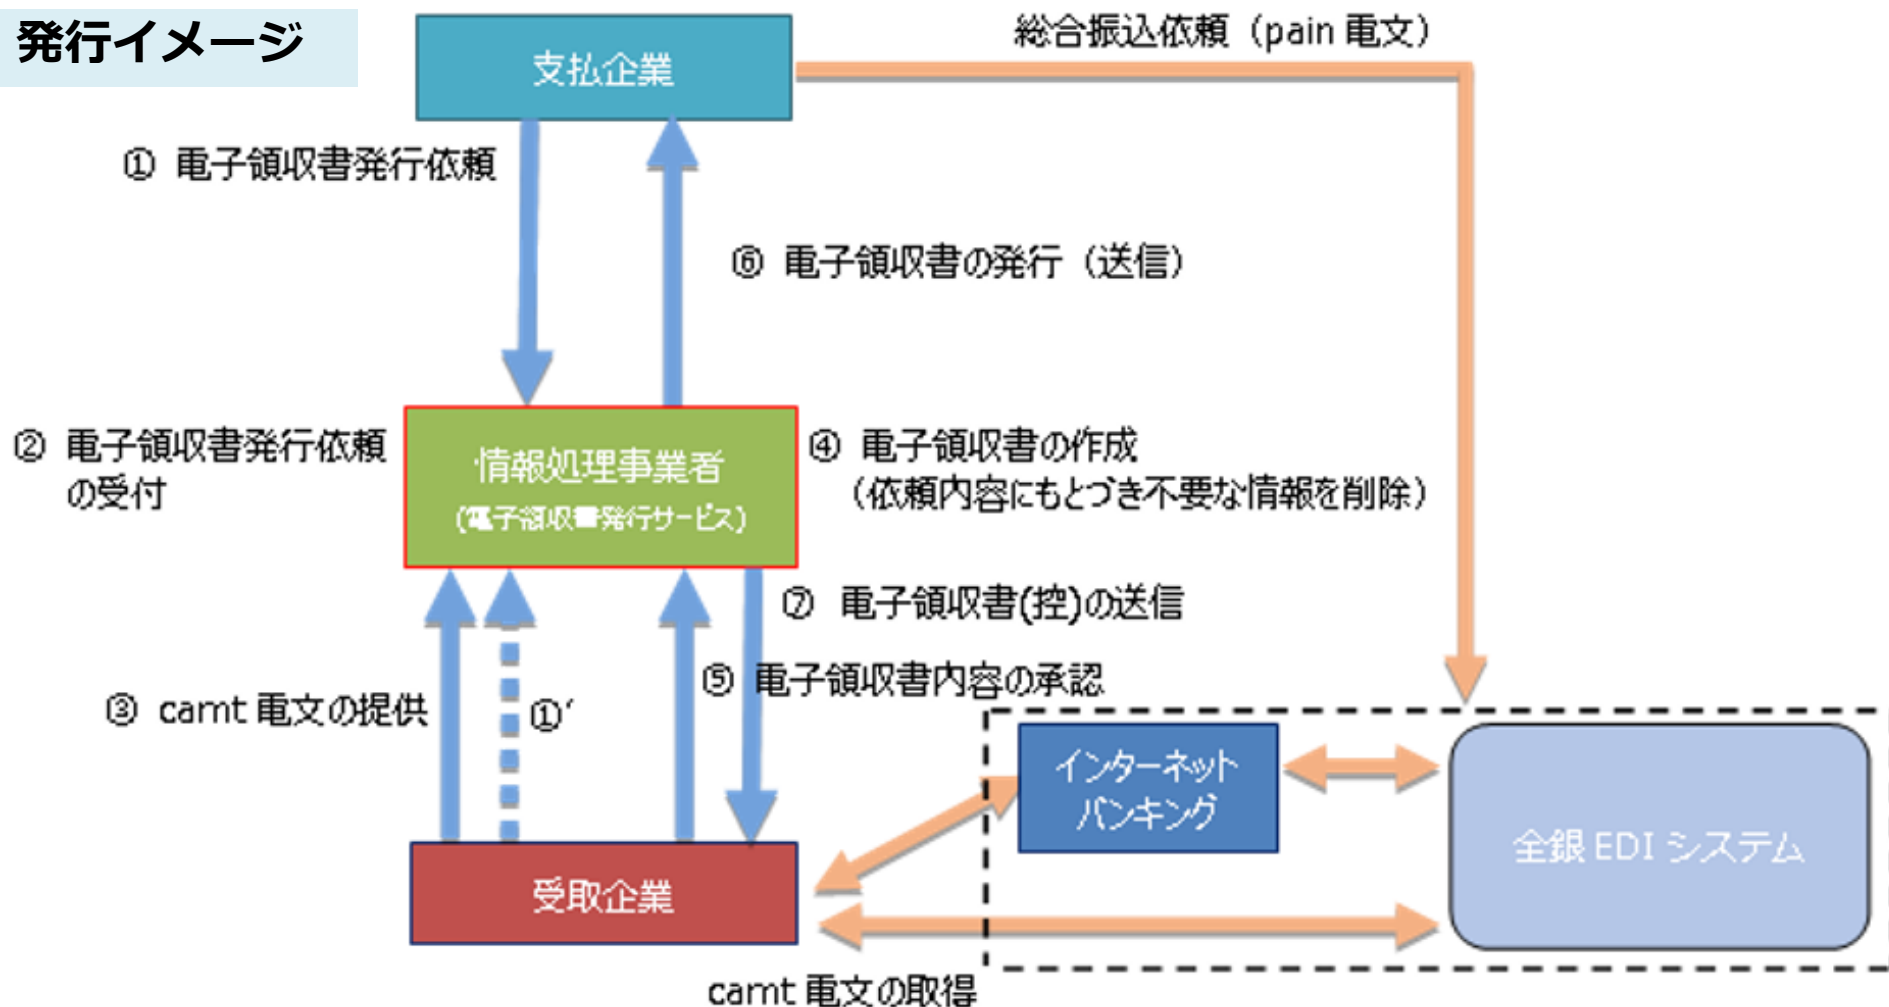 発行イメージ
総合振込依頼（pain 電文）
支払企業
① 電子領収書発行依頼
⑥ 電子領収書の発行（送信）
② 電子領収書発行依頼
の受付
情報処理事業者
(電子領収書発行サービス)
④ 電子領収書の作成
（依頼内容にもとづき不要な情報を削除）
⑦ 電子領収書(控)の送信
⑤ 電子領収書内容の承認
③ camt 電文の提供
①′
インターネット
バンキング
全銀 EDI システム
受取企業
camt 電文の取得